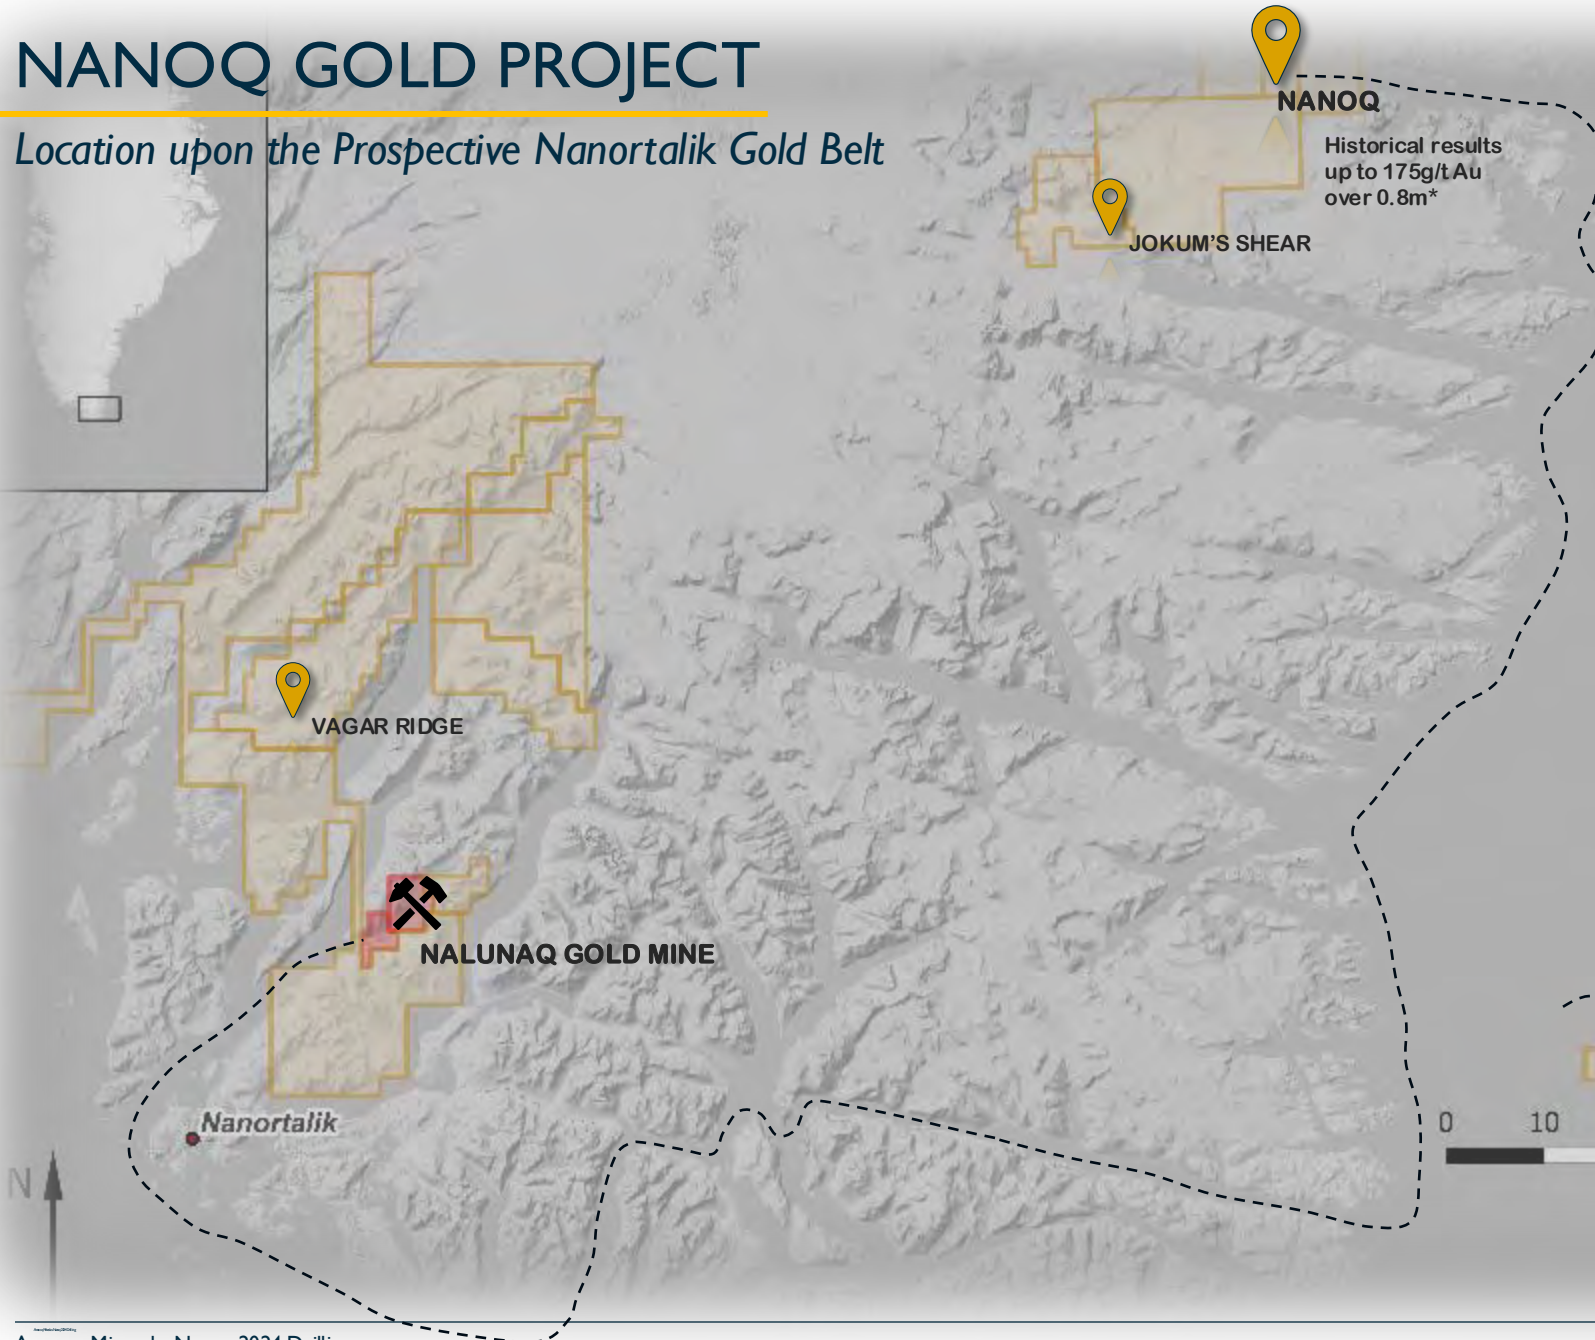 NANOQ GOLD PROJECT
Location upon the Prospective Nanortalik Gold Belt
NANOQ
Historical results
up to 175g/t Au
over 0.8m*
JOKUM'S SHEAR
VAGAR RIDGE
NALUNAQ GOLD MINE
Nanortalik
0 10
N